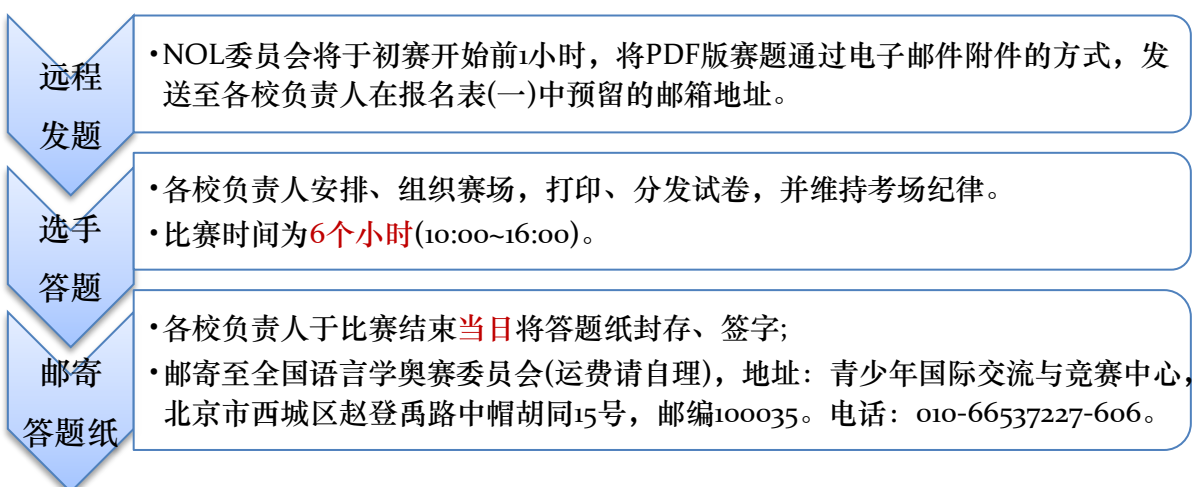 远程
发题
•NOL委员会将于初赛开始前1小时，将PDF版赛题通过电子邮件附件的方式，发
送至各校负责人在报名表(一)中预留的邮箱地址。
选手
答题
•各校负责人安排、组织赛场，打印、分发试卷，并维持考场纪律。
•比赛时间为6个小时(10:00~16:00)。
邮寄
答题纸
•各校负责人于比赛结束当日将答题纸封存、签字;
•邮寄至全国语言学奥赛委员会(运费请自理)，地址：青少年国际交流与竞赛中心，
北京市西城区赵登禹路中帽胡同15号，邮编100035。电话：010-66537227-606。